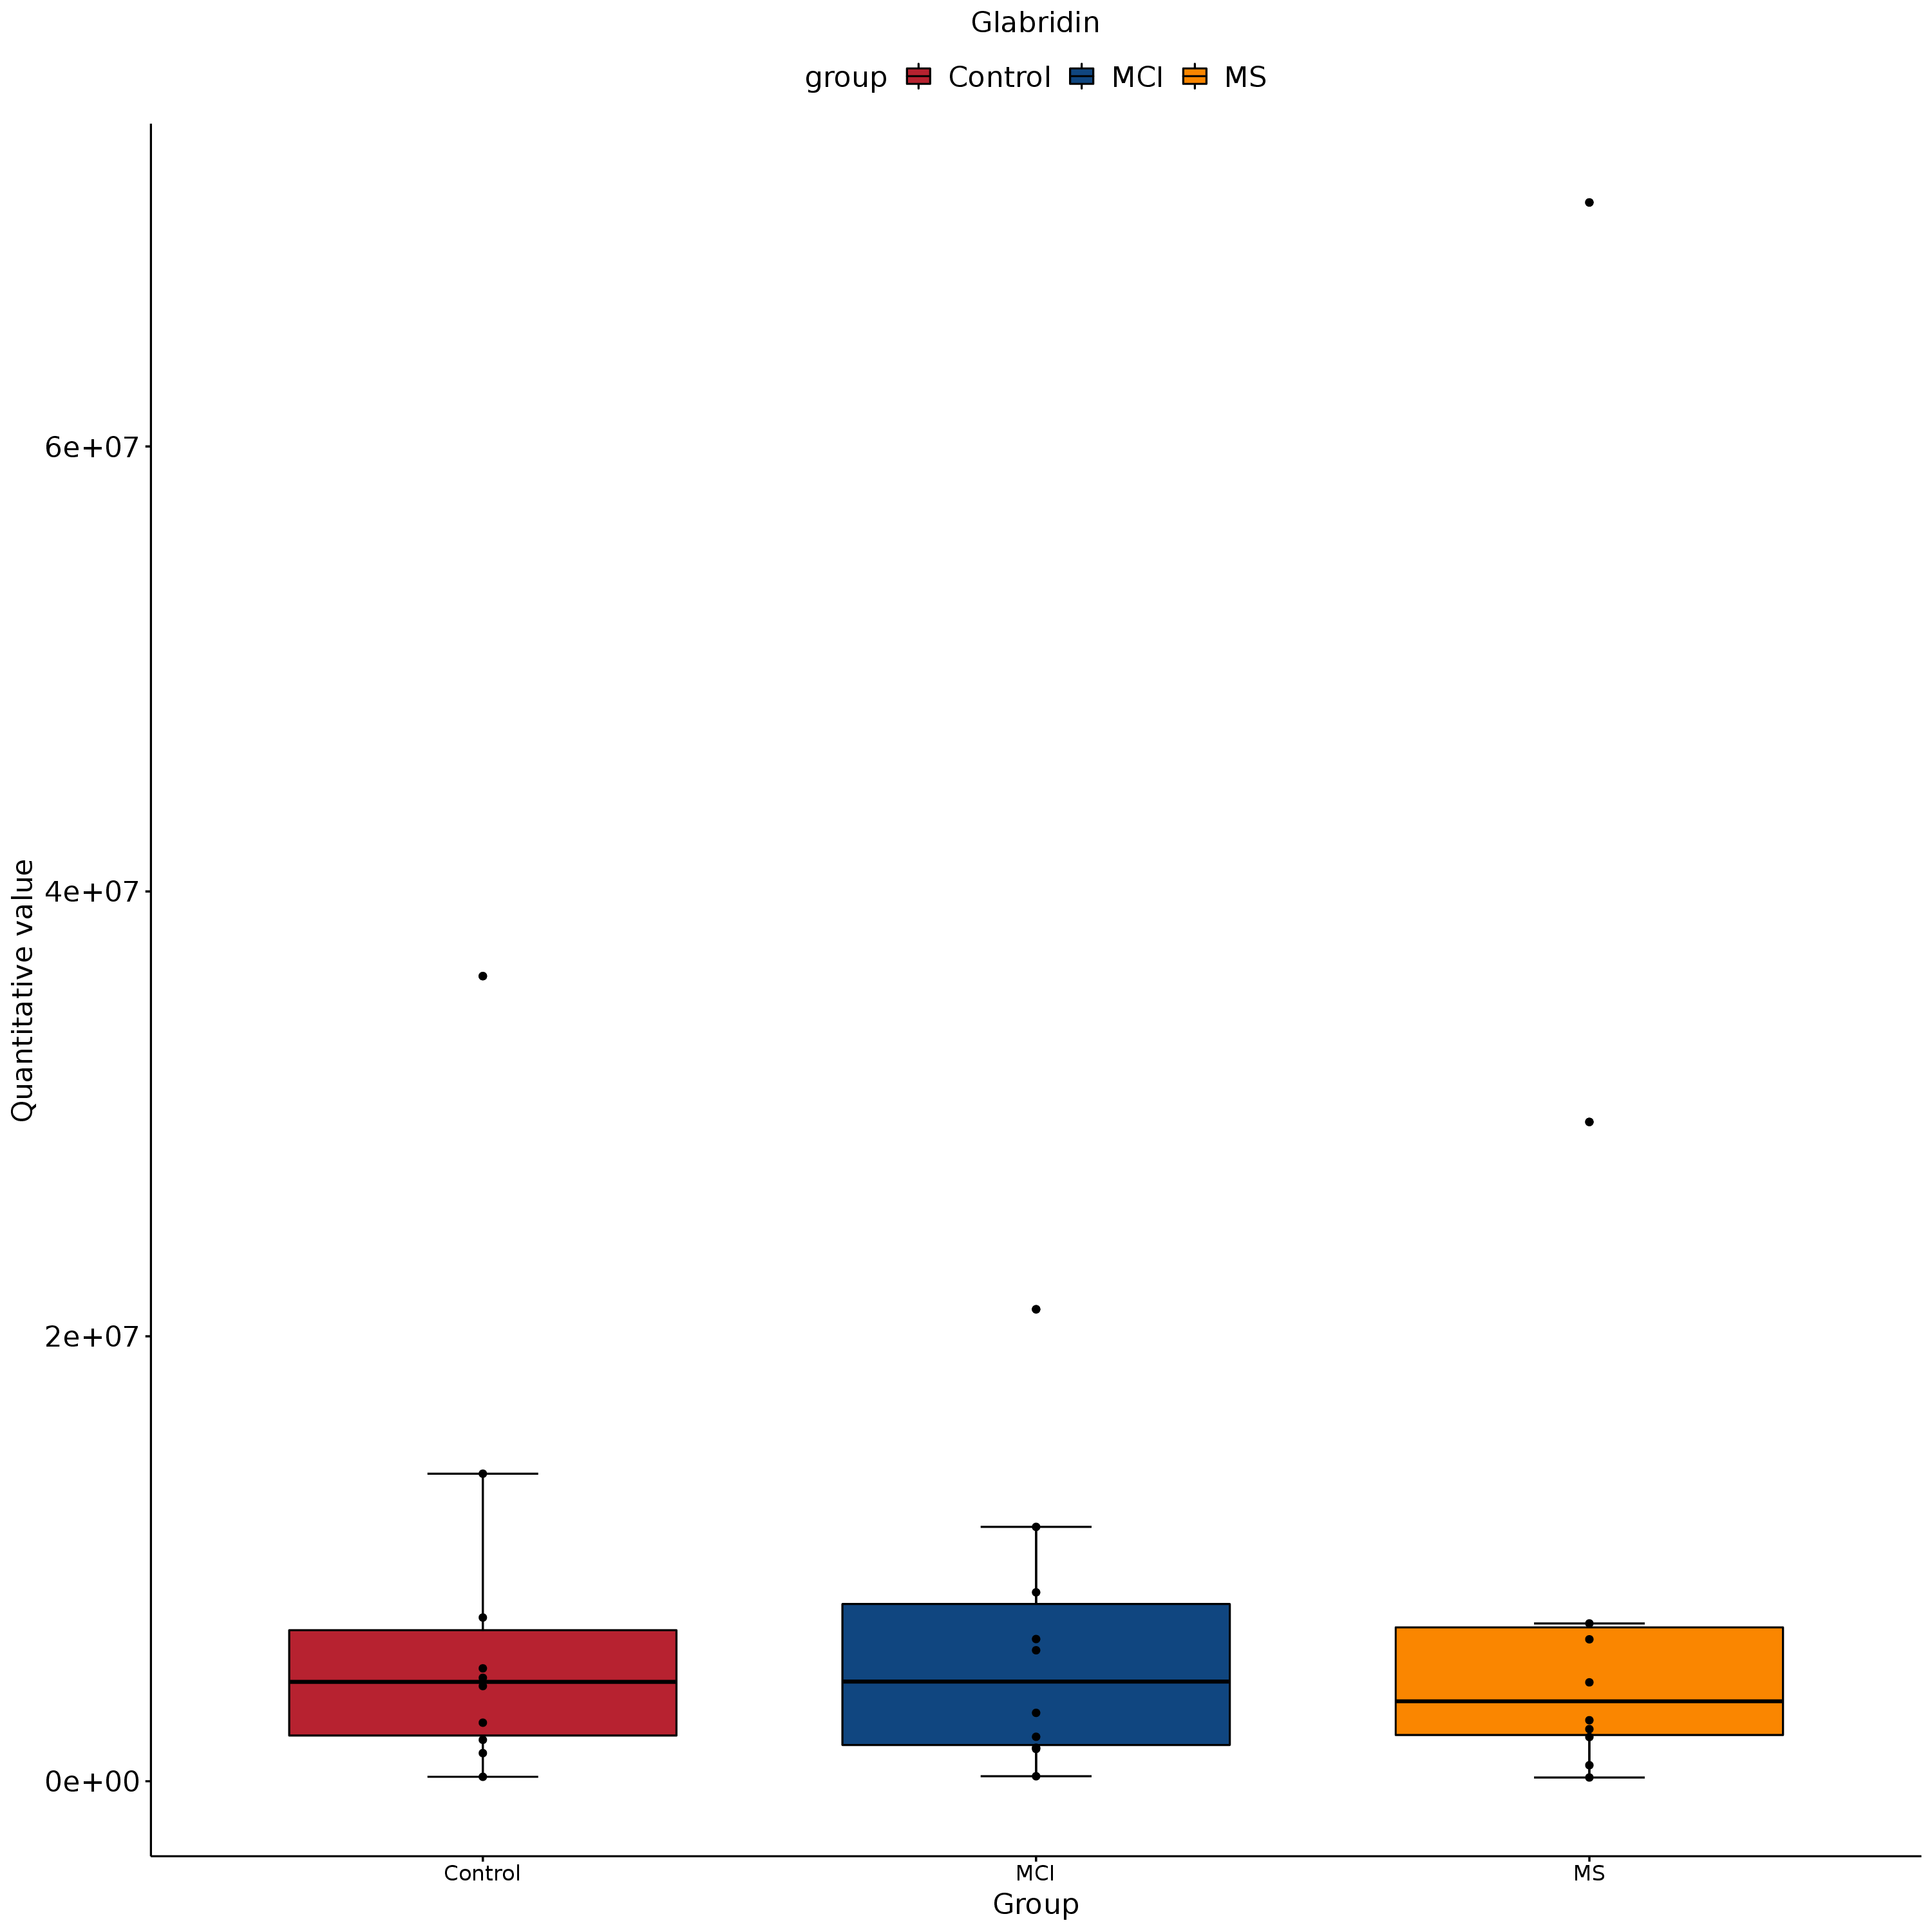 Glabridin
group Control MCI MS
Quantitative value
6e+07
4e+07
2e+07
0e+00
Control MCI MS
Group